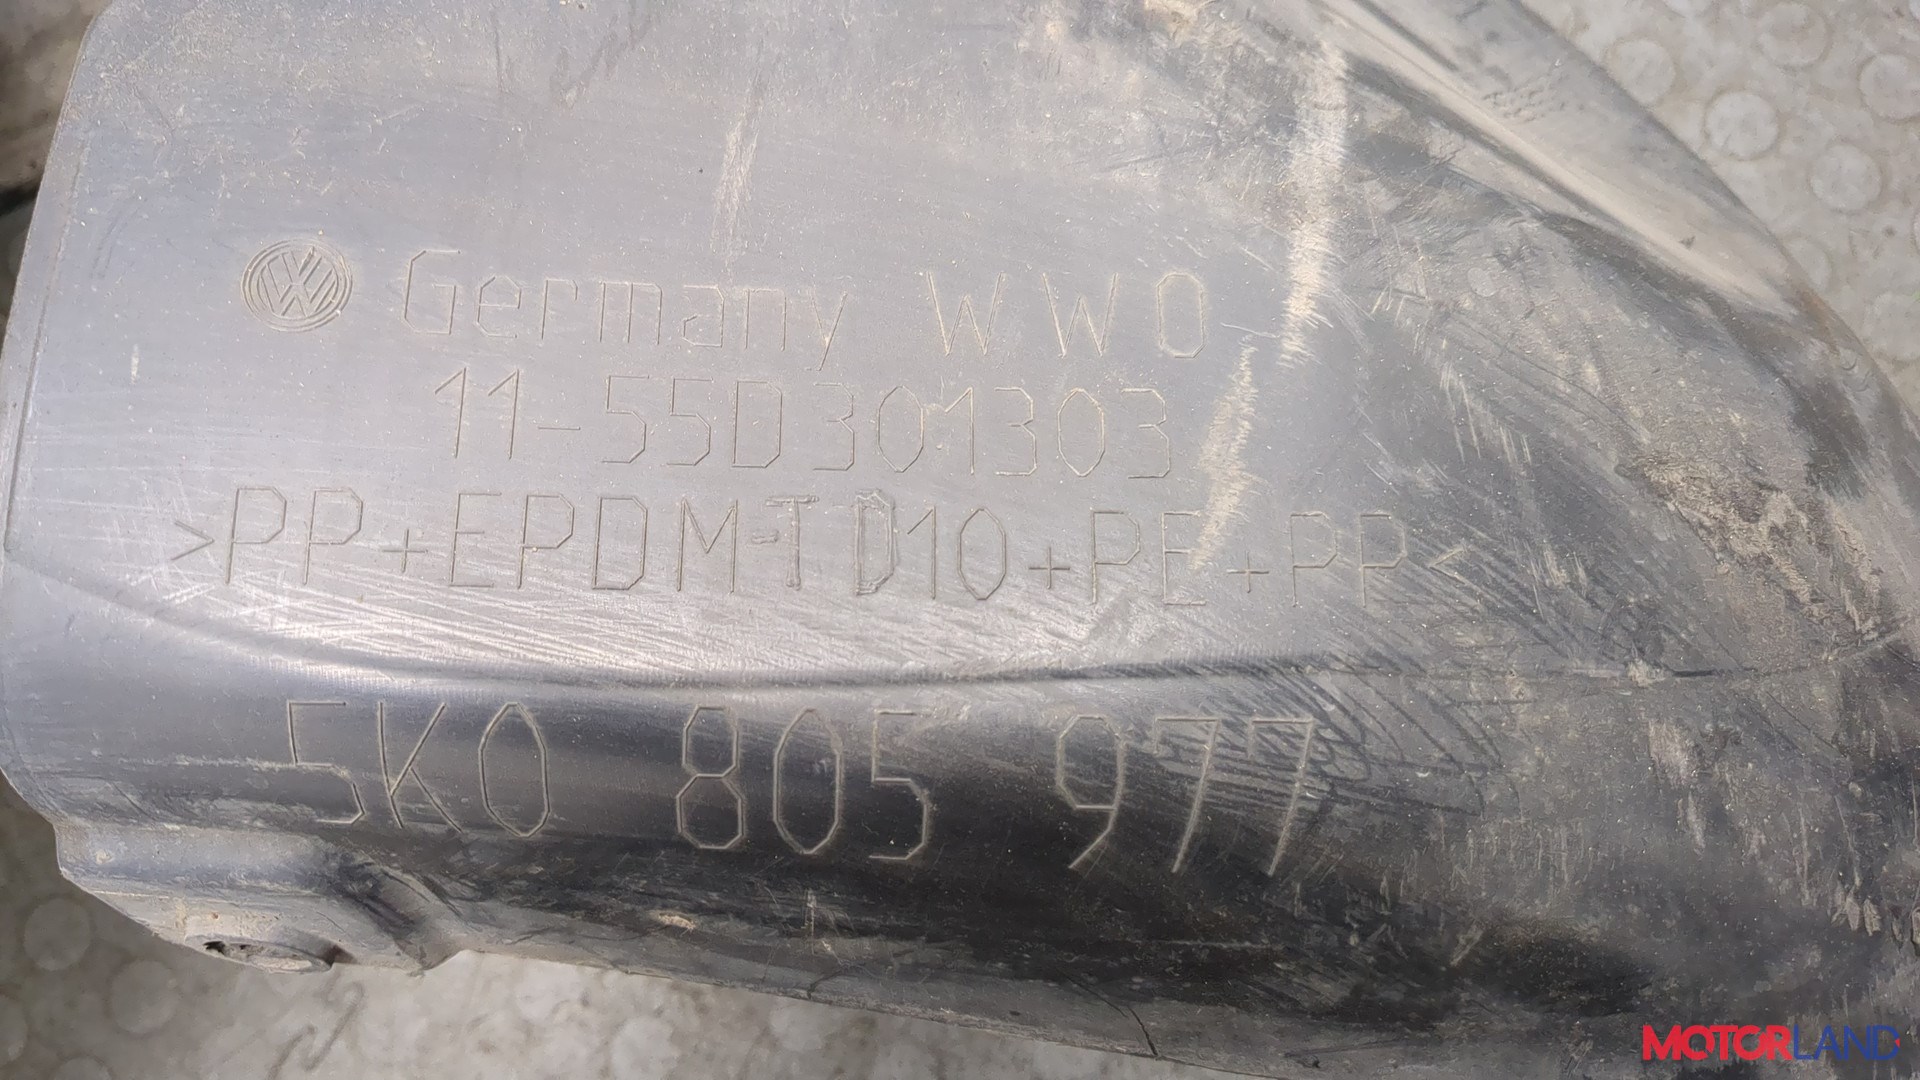 Germany WWO
11-55D301303
>PP+EPDM-TD10+PE+PP<
5K0 805 977
MOTORLAND